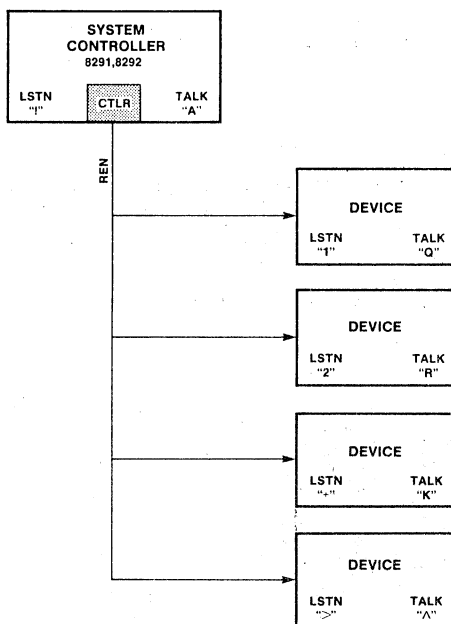 SYSTEM
CONTROLLER
8291,8292
LSTN
"!"
CTLR
TALK
"A"
REN
DEVICE
LSTN
"1"
TALK
"Q"
DEVICE
LSTN
"2"
TALK
"R"
DEVICE
LSTN
"+"
TALK
"K"
DEVICE
LSTN
">"
TALK
"^"